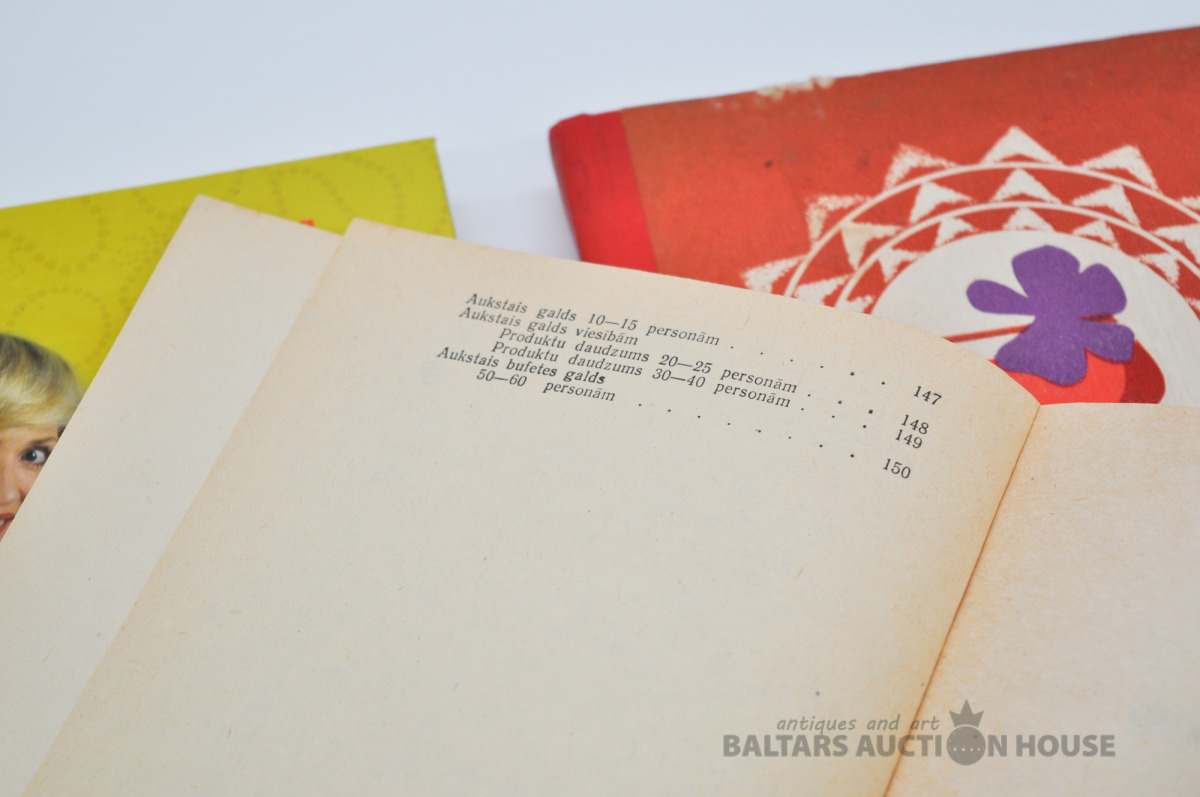 Aukstais galds 10—15 personām . . . . . . 147
Aukstais galds viesībām
Produktu daudzums 20—25 personām . . . . 148
Produktu daudzums 30—40 personām . . . . 149
Aukstais bufetes galds
50—60 personām . . . . . . . . 150
antiques and art
BALTARS AUCTION HOUSE